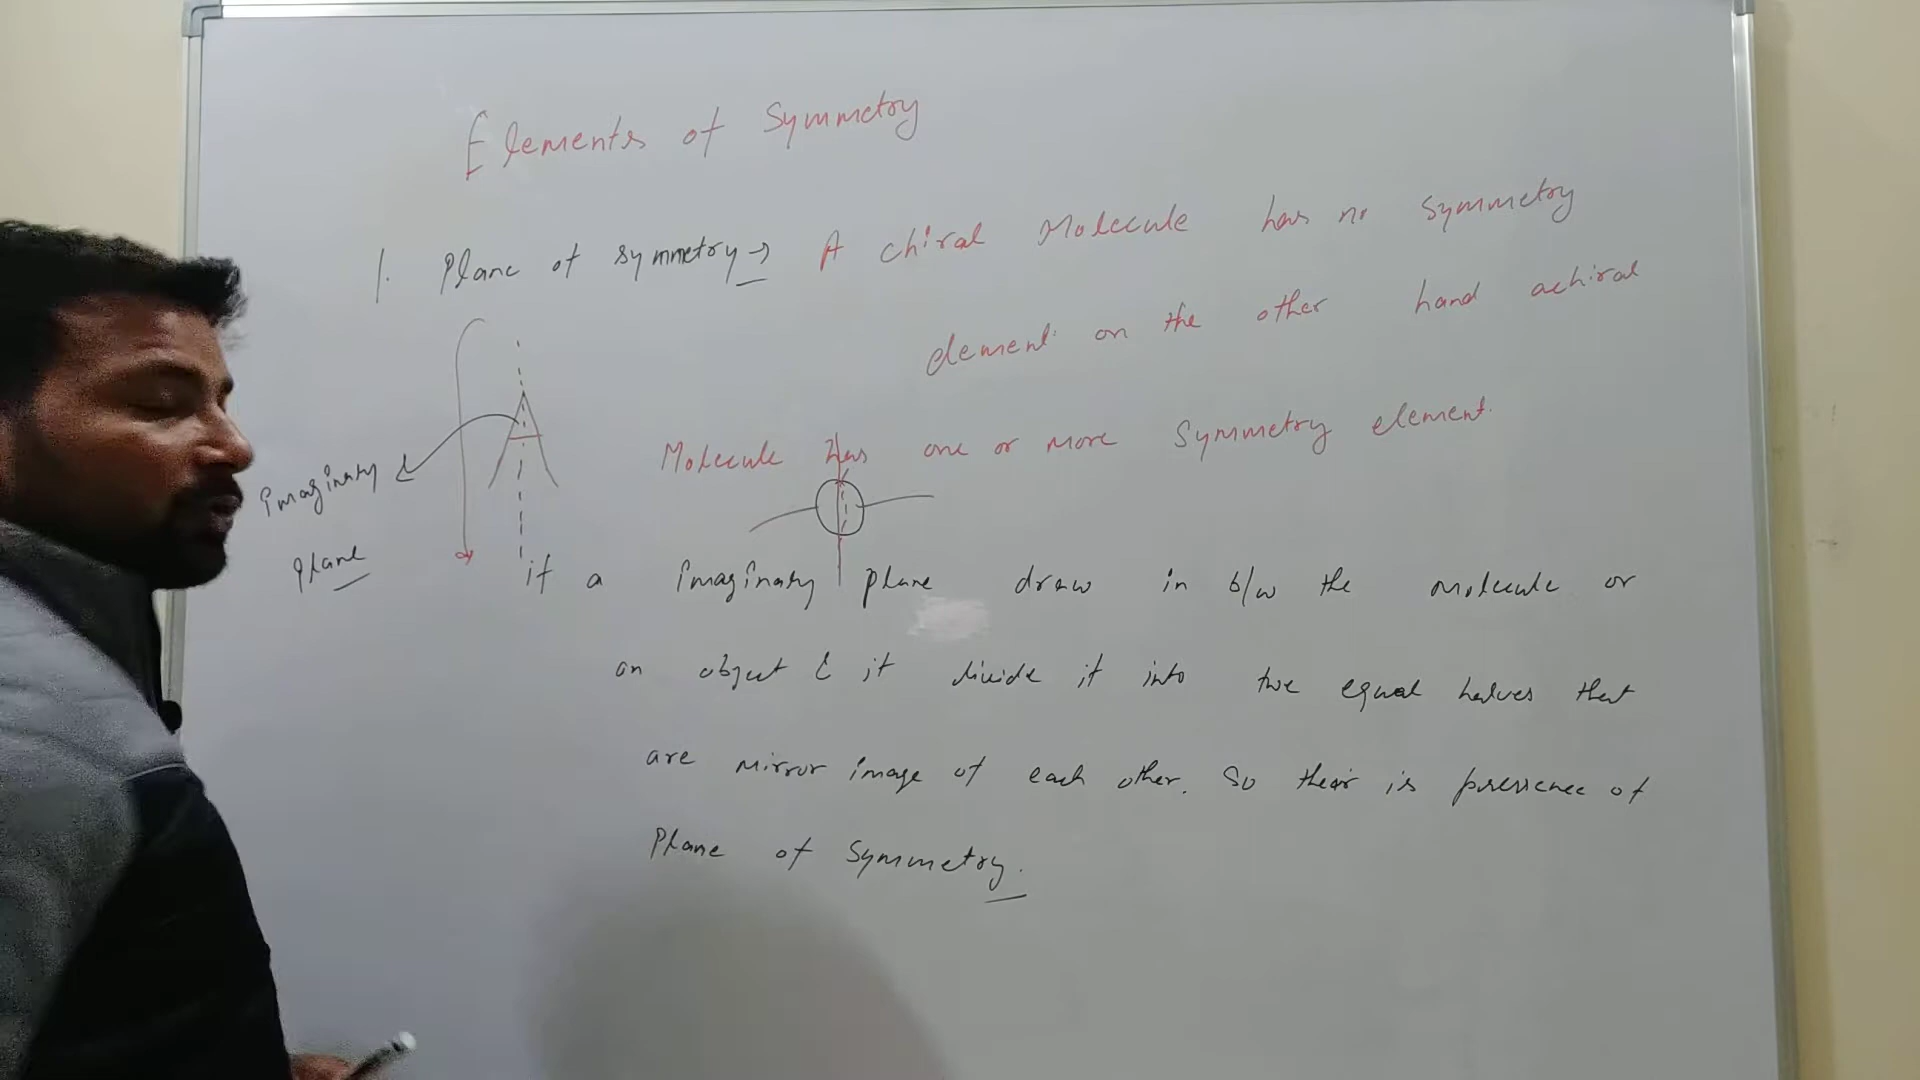 Elements of Symmetry
1. Plane of symmetry → A chiral Molecule has no symmetry
element on the other hand achiral
Molecule has one or more Symmetry element.
imaginary
Plane
if a imaginary plane draw in b/w the molecule or
an object & it divide it into two equal halves that
are mirror image of each other. So their is pressence of
Plane of Symmetry.